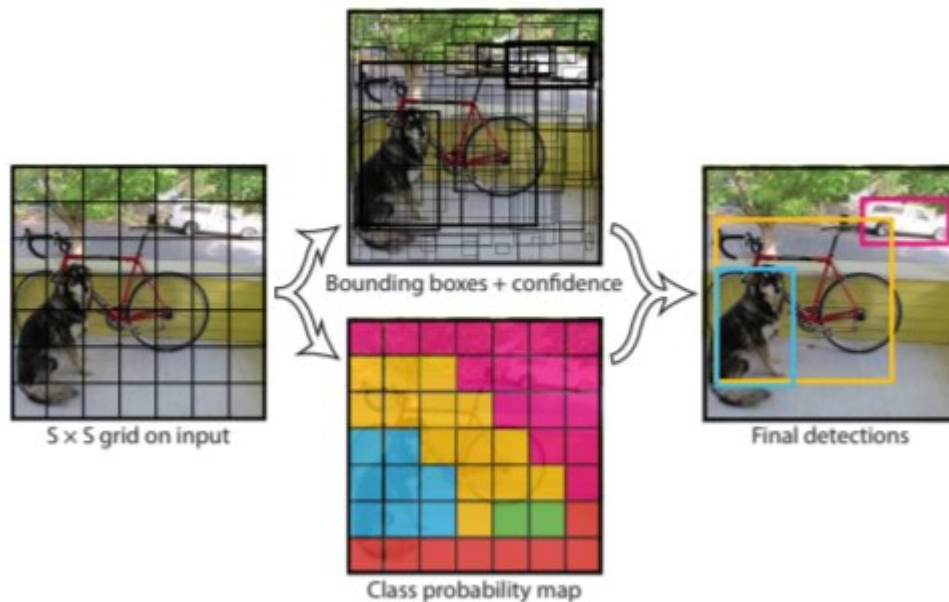 Bounding boxes + confidence
S × S grid on input
Final detections
Class probability map